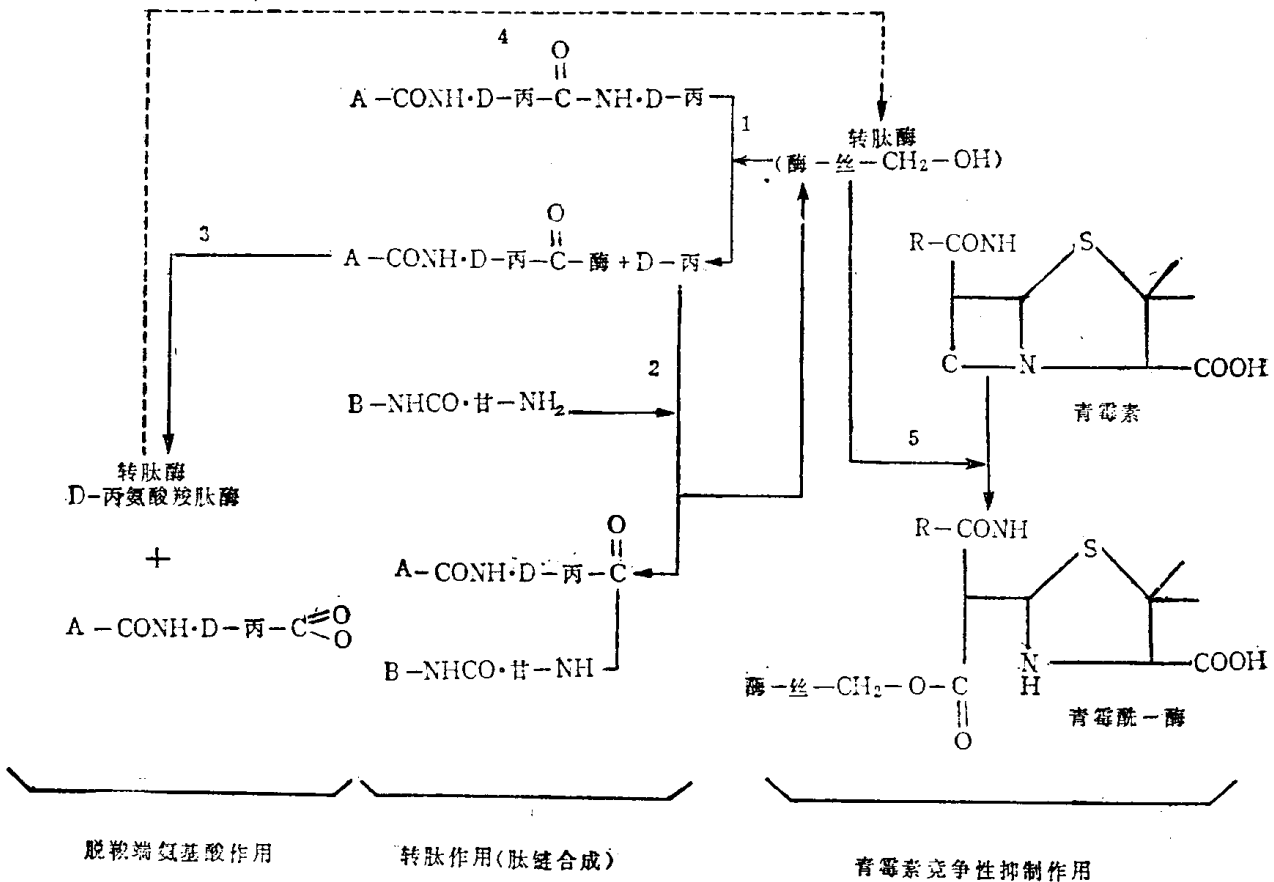 4
O
A－CONH·D－丙－C－NH·D－丙
1
转肽酶
(酶－丝－CH₂－OH)
3
O
A－CONH·D－丙－C－酶＋D－丙
R－CONH
S
C
N
COOH
青霉素
2
B－NHCO·甘－NH₂
5
转肽酶
D－丙氨酸羧肽酶
+
A－CONH·D－丙－C
O
O
O
A－CONH·D－丙－C
B－NHCO·甘－NH
R－CONH
S
N
H
COOH
酶－丝－CH₂－O－C
O
青霉酰－酶
脱羧端氨基酸作用
转肽作用(肽键合成)
青霉素竞争性抑制作用